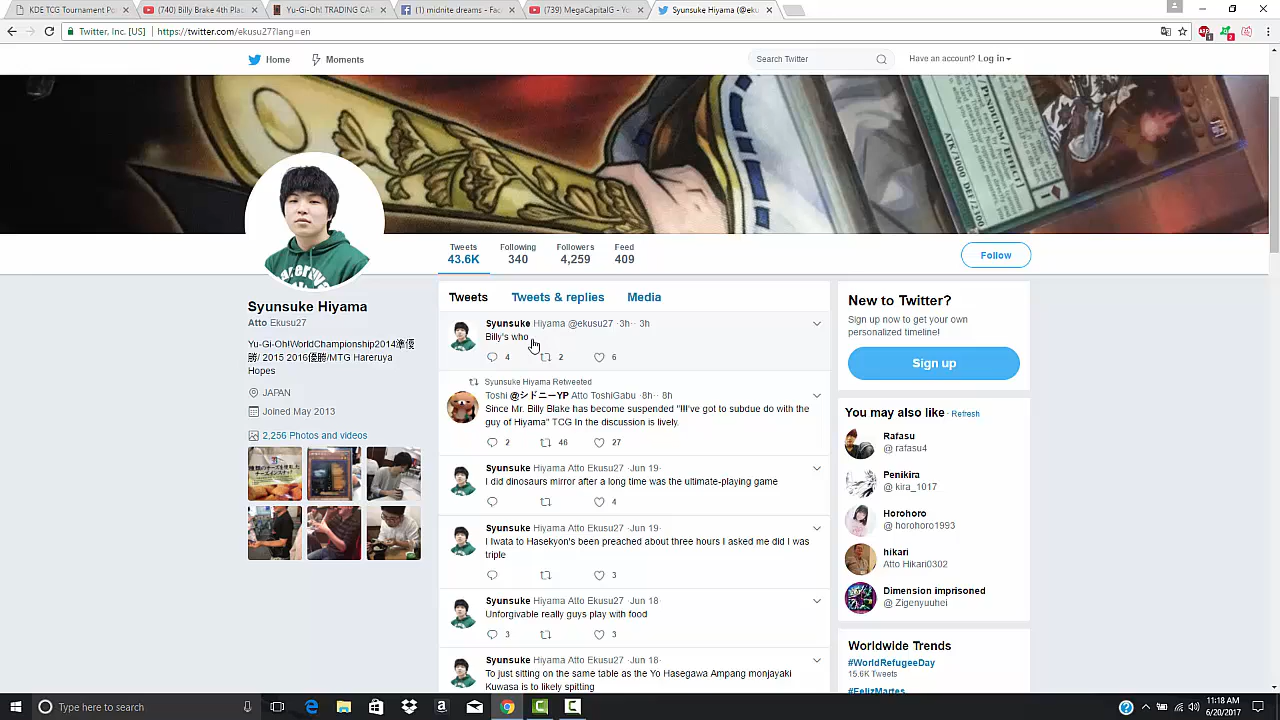 KDE TCG Tournament Po
(740) Billy Brake 4th Plac
Yu-Gi-Oh! TRADING CAR
(1) midnite dreims - Fac
(739) MegaCapitalG - Yo
Syunsuke Hiyama (@eku
Twitter, Inc. [US] https://twitter.com/ekusu27?lang=en
Home Moments
Search Twitter
Have an account? Log in
PENDULUM / EFFECT
ATK/3000 DEF/2500
Tweets Following Followers Feed
43.6K 340 4,259 409
Follow
Syunsuke Hiyama
Atto Ekusu27
Yu-Gi-Oh!WorldChampionship2014準優
勝/ 2015 2016優勝/MTG Hareruya
Hopes
JAPAN
Joined May 2013
2,256 Photos and videos
Tweets Tweets & replies Media
Syunsuke Hiyama @ekusu27 ·3h·· 3h
Billy's who
4 2 6
Syunsuke Hiyama Retweeted
Toshi @シドニーYP Atto ToshiGabu · 8h·· 8h
Since Mr. Billy Blake has become suspended "Ill've got to subdue do with the
guy of Hiyama" TCG In the discussion is lively.
2 46 27
Syunsuke Hiyama Atto Ekusu27 ·Jun 19·
I did dinosaurs mirror after a long time was the ultimate-playing game
4
Syunsuke Hiyama Atto Ekusu27 ·Jun 19·
I Iwata to Hasekyon's been preached about three hours I asked me did I was
triple
3
Syunsuke Hiyama Atto Ekusu27 ·Jun 18·
Unforgivable really guys play with food
3 3
Syunsuke Hiyama Atto Ekusu27 ·Jun 18·
To just sitting on the same table as the Yo Hasegawa Ampang monjayaki
Kuwasa is to likely spitting
New to Twitter?
Sign up now to get your own
personalized timeline!
Sign up
You may also like · Refresh
Rafasu
@ rafasu4
Penikira
@ kira_1017
Horohoro
@ horohoro1993
hikari
Atto Hikari0302
Dimension imprisoned
@ Zigenyuuhei
Worldwide Trends
#WorldRefugeeDay
15.6K Tweets
#FelizMartes
Type here to search
11:18 AM
6/20/2017